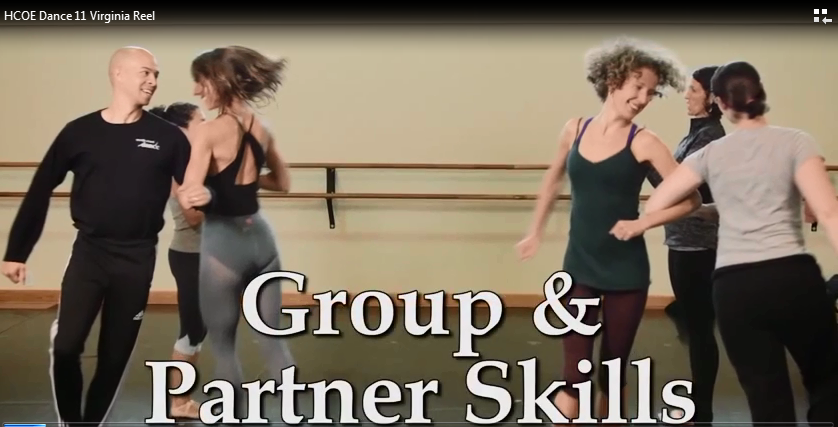 HCOE Dance 11 Virginia Reel
Group &
Partner Skills